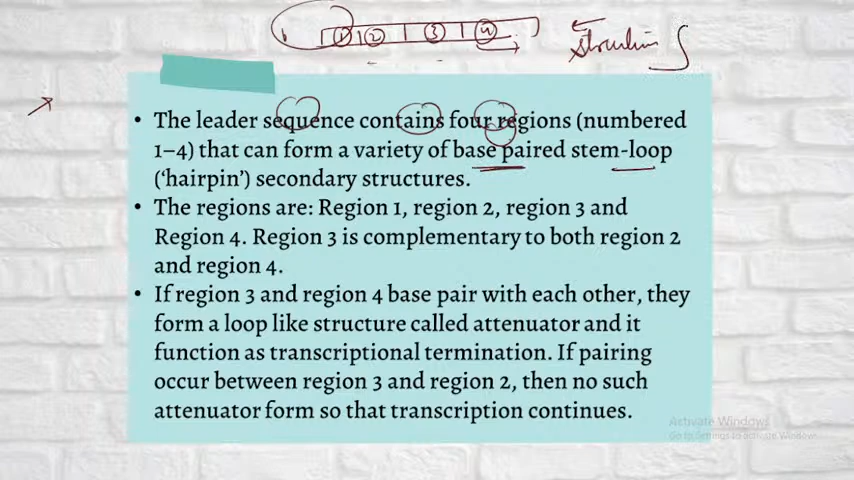 1 2 3 4
• The leader sequence contains four regions (numbered
1–4) that can form a variety of base paired stem-loop
('hairpin') secondary structures.
• The regions are: Region 1, region 2, region 3 and
Region 4. Region 3 is complementary to both region 2
and region 4.
• If region 3 and region 4 base pair with each other, they
form a loop like structure called attenuator and it
function as transcriptional termination. If pairing
occur between region 3 and region 2, then no such
attenuator form so that transcription continues.
Activate Windows
Go to Settings to activate Windows.